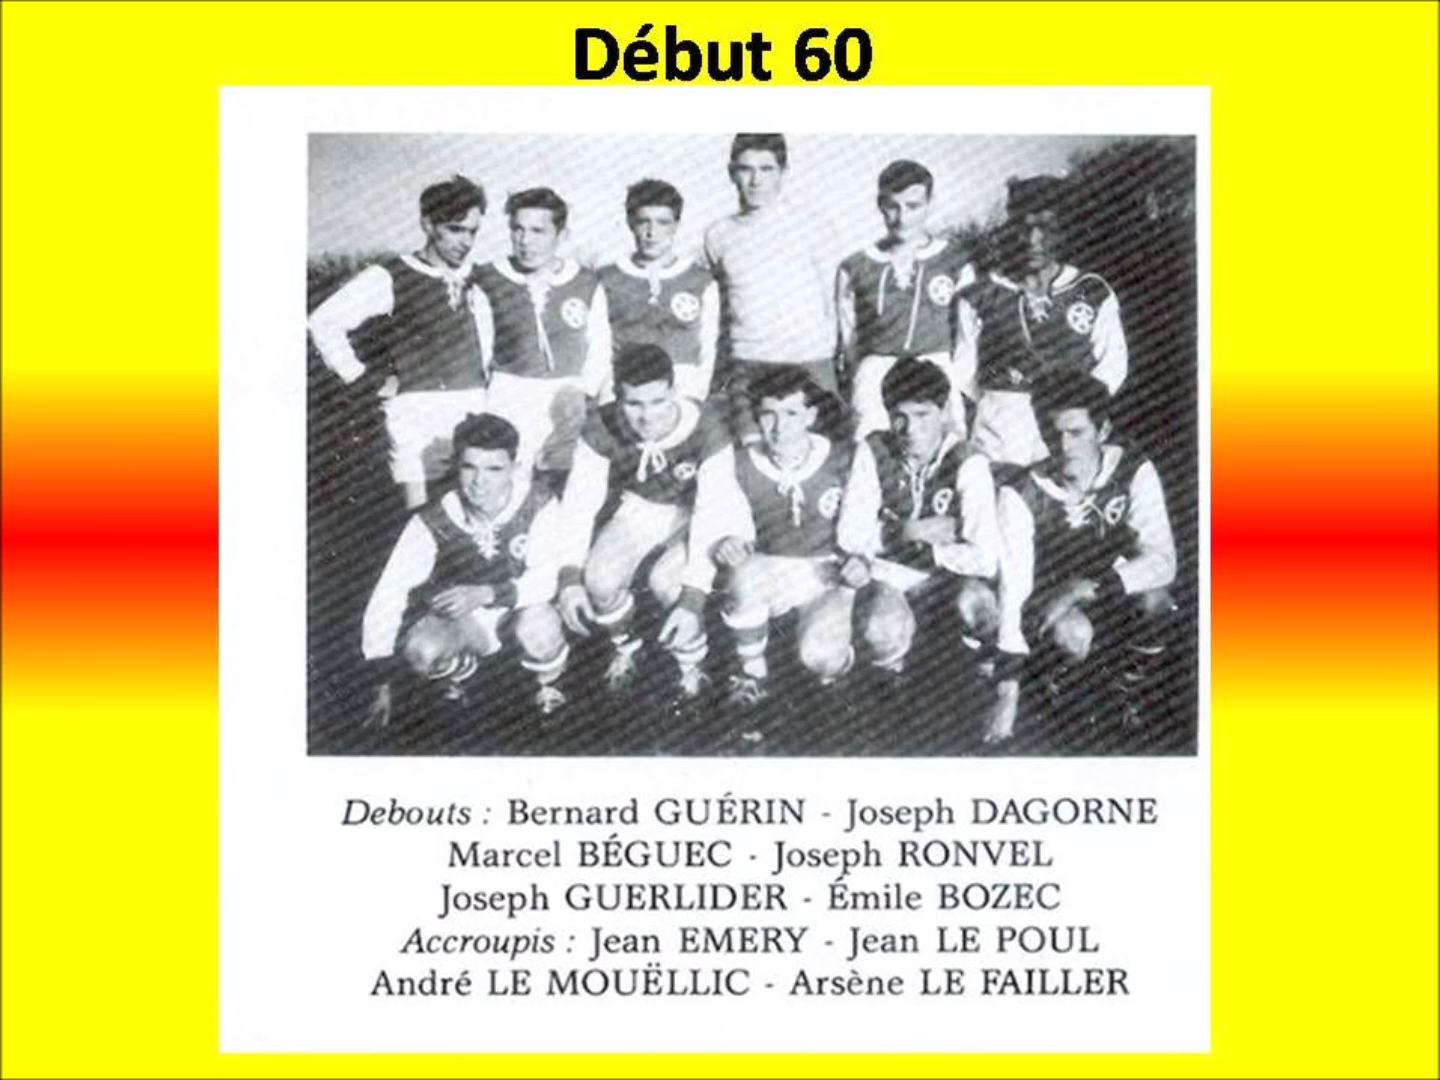 Début 60
Debouts : Bernard GUÉRIN - Joseph DAGORNE
Marcel BÉGUEC - Joseph RONVEL
Joseph GUERLIDER - Émile BOZEC
Accroupis : Jean EMERY - Jean LE POUL
André LE MOUËLLIC - Arsène LE FAILLER